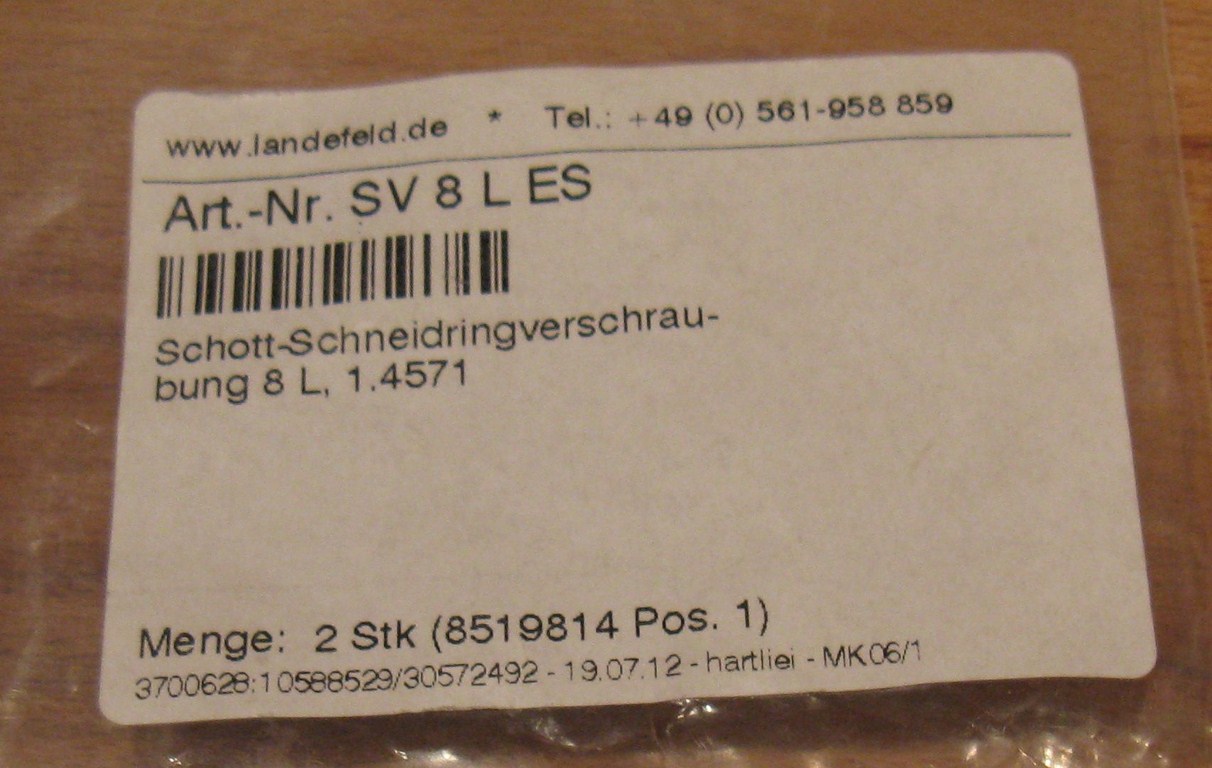 www.landefeld.de * Tel.: +49 (0) 561-958 859
Art.-Nr. SV 8 L ES
Schott-Schneidringverschrau-
bung 8 L, 1.4571
Menge: 2 Stk (8519814 Pos. 1)
3700628:10588529/30572492 - 19.07.12 - hartliei - MK06/1